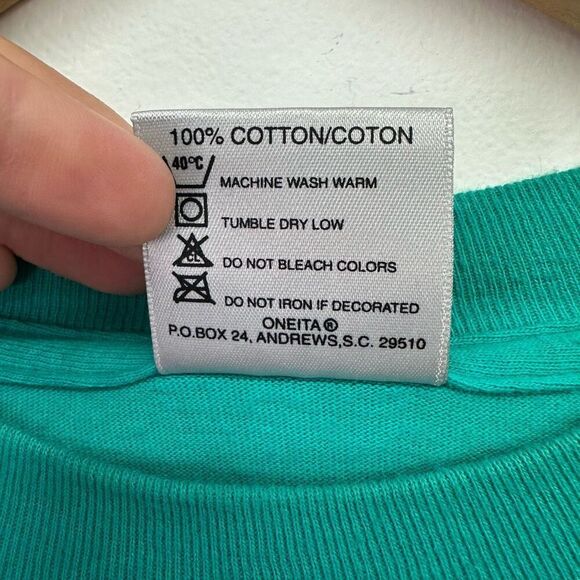 100% COTTON/COTON
40°C MACHINE WASH WARM
TUMBLE DRY LOW
CL DO NOT BLEACH COLORS
DO NOT IRON IF DECORATED
ONEITA®
P.O.BOX 24, ANDREWS,S.C. 29510